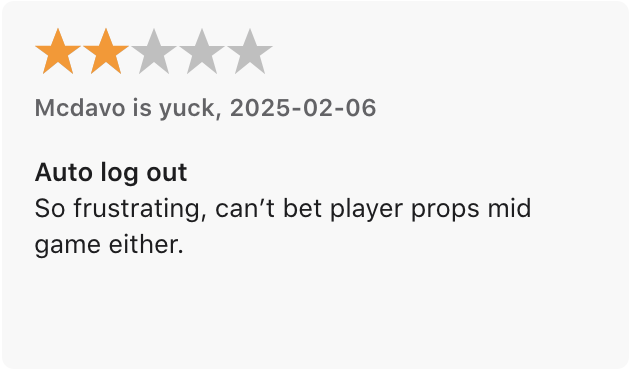 Mcdavo is yuck, 2025-02-06
Auto log out
So frustrating, can’t bet player props mid
game either.